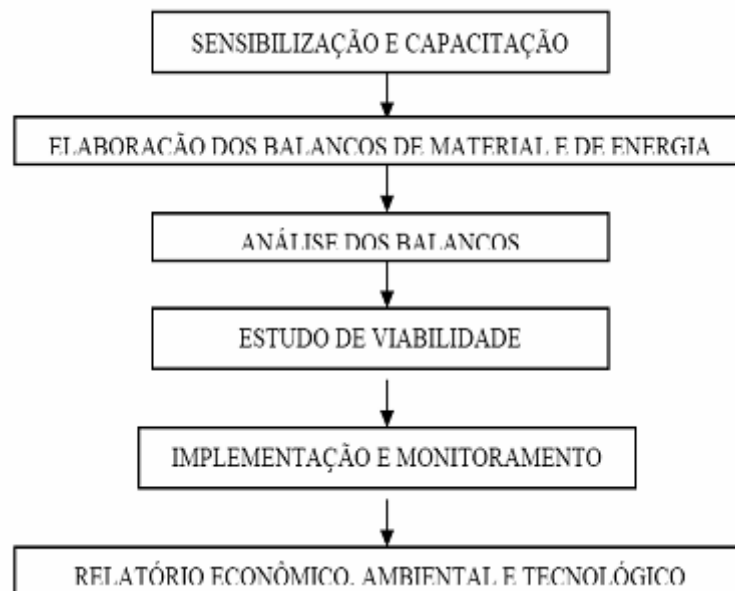 SENSIBILIZAÇÃO E CAPACITAÇÃO
ELABORAÇÃO DOS BALANÇOS DE MATERIAL E DE ENERGIA
ANÁLISE DOS BALANÇOS
ESTUDO DE VIABILIDADE
IMPLEMENTAÇÃO E MONITORAMENTO
RELATÓRIO ECONÔMICO, AMBIENTAL E TECNOLÓGICO